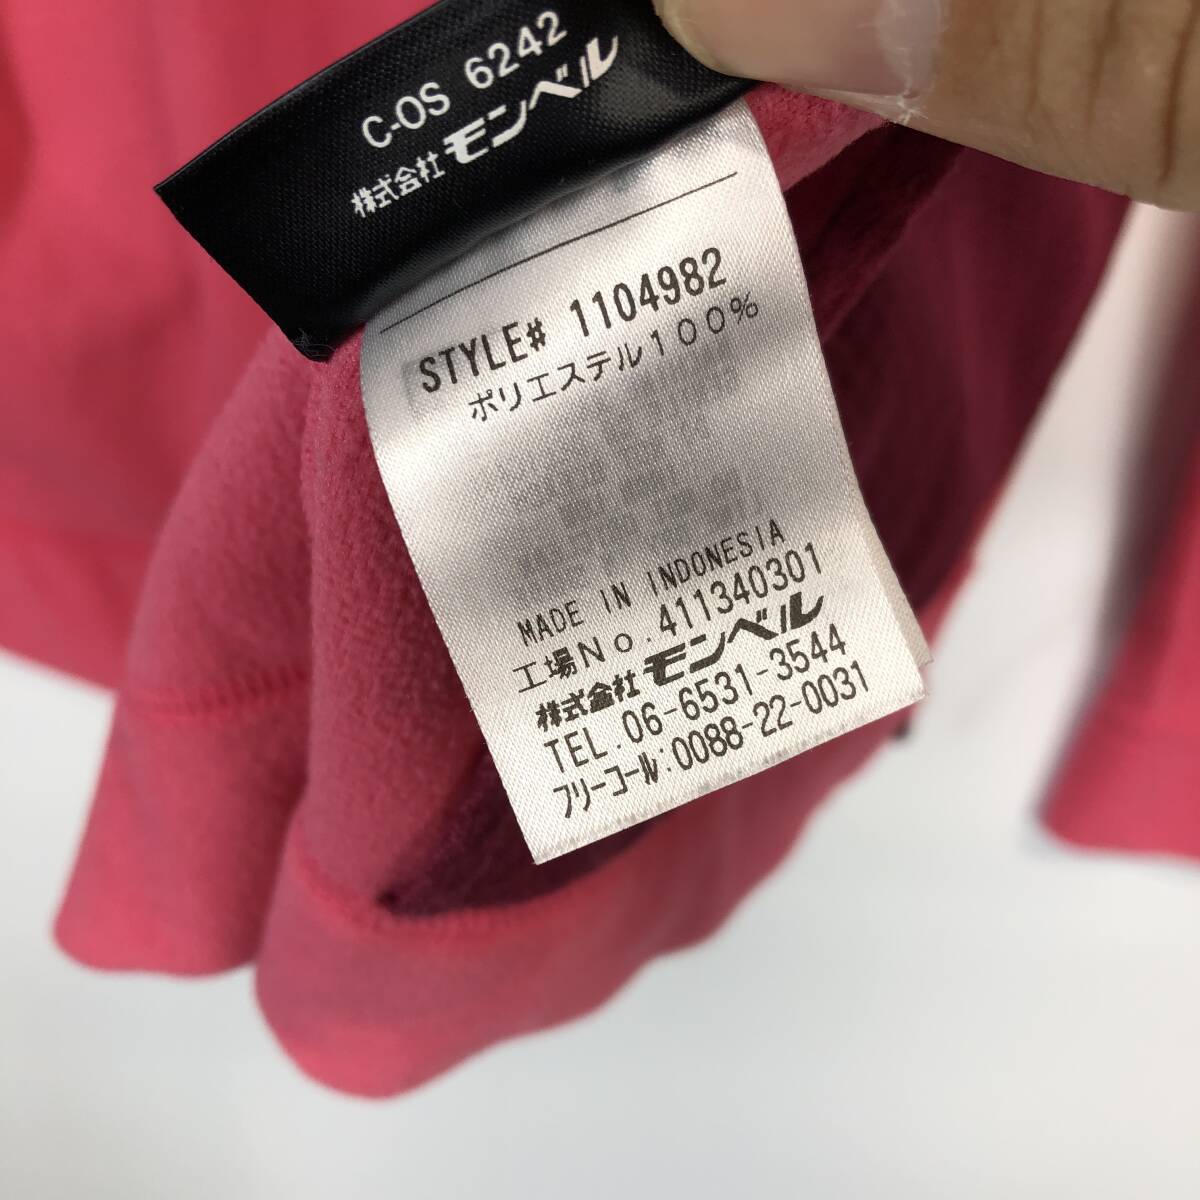 C-OS 6242
株式会社 モンベル
STYLE# 1104982
ポリエステル100%
MADE IN INDONESIA
工場No.411340301
株式会社 モンベル
TEL.06-6531-3544
フリーコール:0088-22-0031